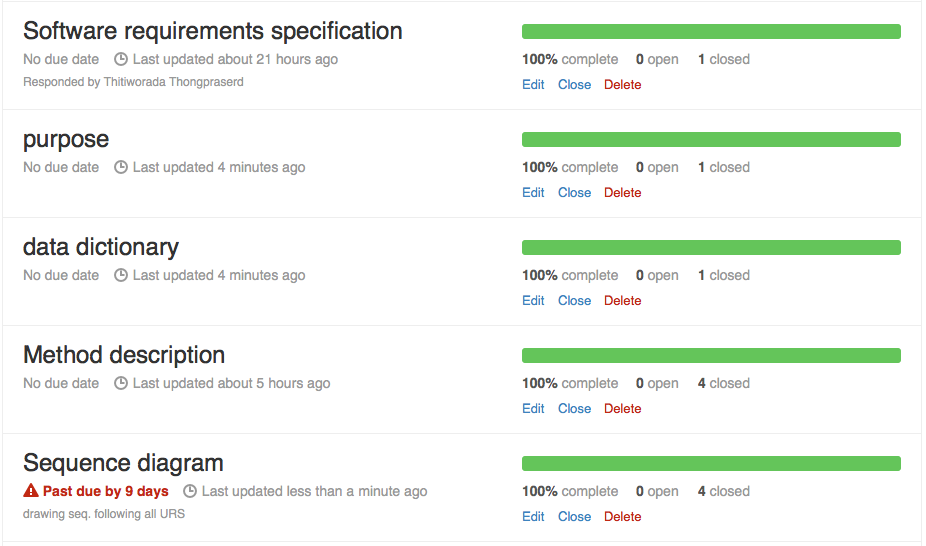 Software requirements specification
No due date Last updated about 21 hours ago
Responded by Thitiworada Thongpraserd
100% complete 0 open 1 closed
Edit Close Delete
purpose
No due date Last updated 4 minutes ago
100% complete 0 open 1 closed
Edit Close Delete
data dictionary
No due date Last updated 4 minutes ago
100% complete 0 open 1 closed
Edit Close Delete
Method description
No due date Last updated about 5 hours ago
100% complete 0 open 4 closed
Edit Close Delete
Sequence diagram
Past due by 9 days Last updated less than a minute ago
drawing seq. following all URS
100% complete 0 open 4 closed
Edit Close Delete